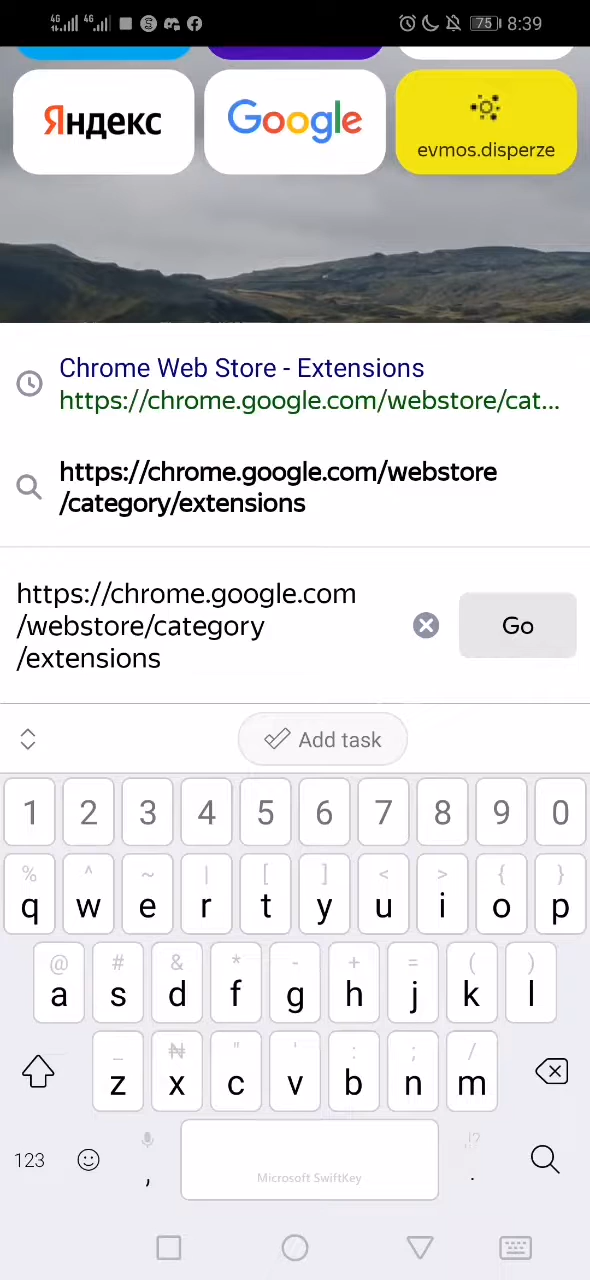 4G 4G 75 8:39
Яндекс
Google
evmos.disperze
Chrome Web Store - Extensions
https://chrome.google.com/webstore/cat...
https://chrome.google.com/webstore
/category/extensions
https://chrome.google.com
/webstore/category
/extensions
Go
Add task
1 2 3 4 5 6 7 8 9 0
% ^ ~ | [ ] < > { }
q w e r t y u i o p
@ # & * - + = ( )
a s d f g h j k l
_ ₦ " ' : ; /
z x c v b n m
123 , Microsoft SwiftKey ,!? .